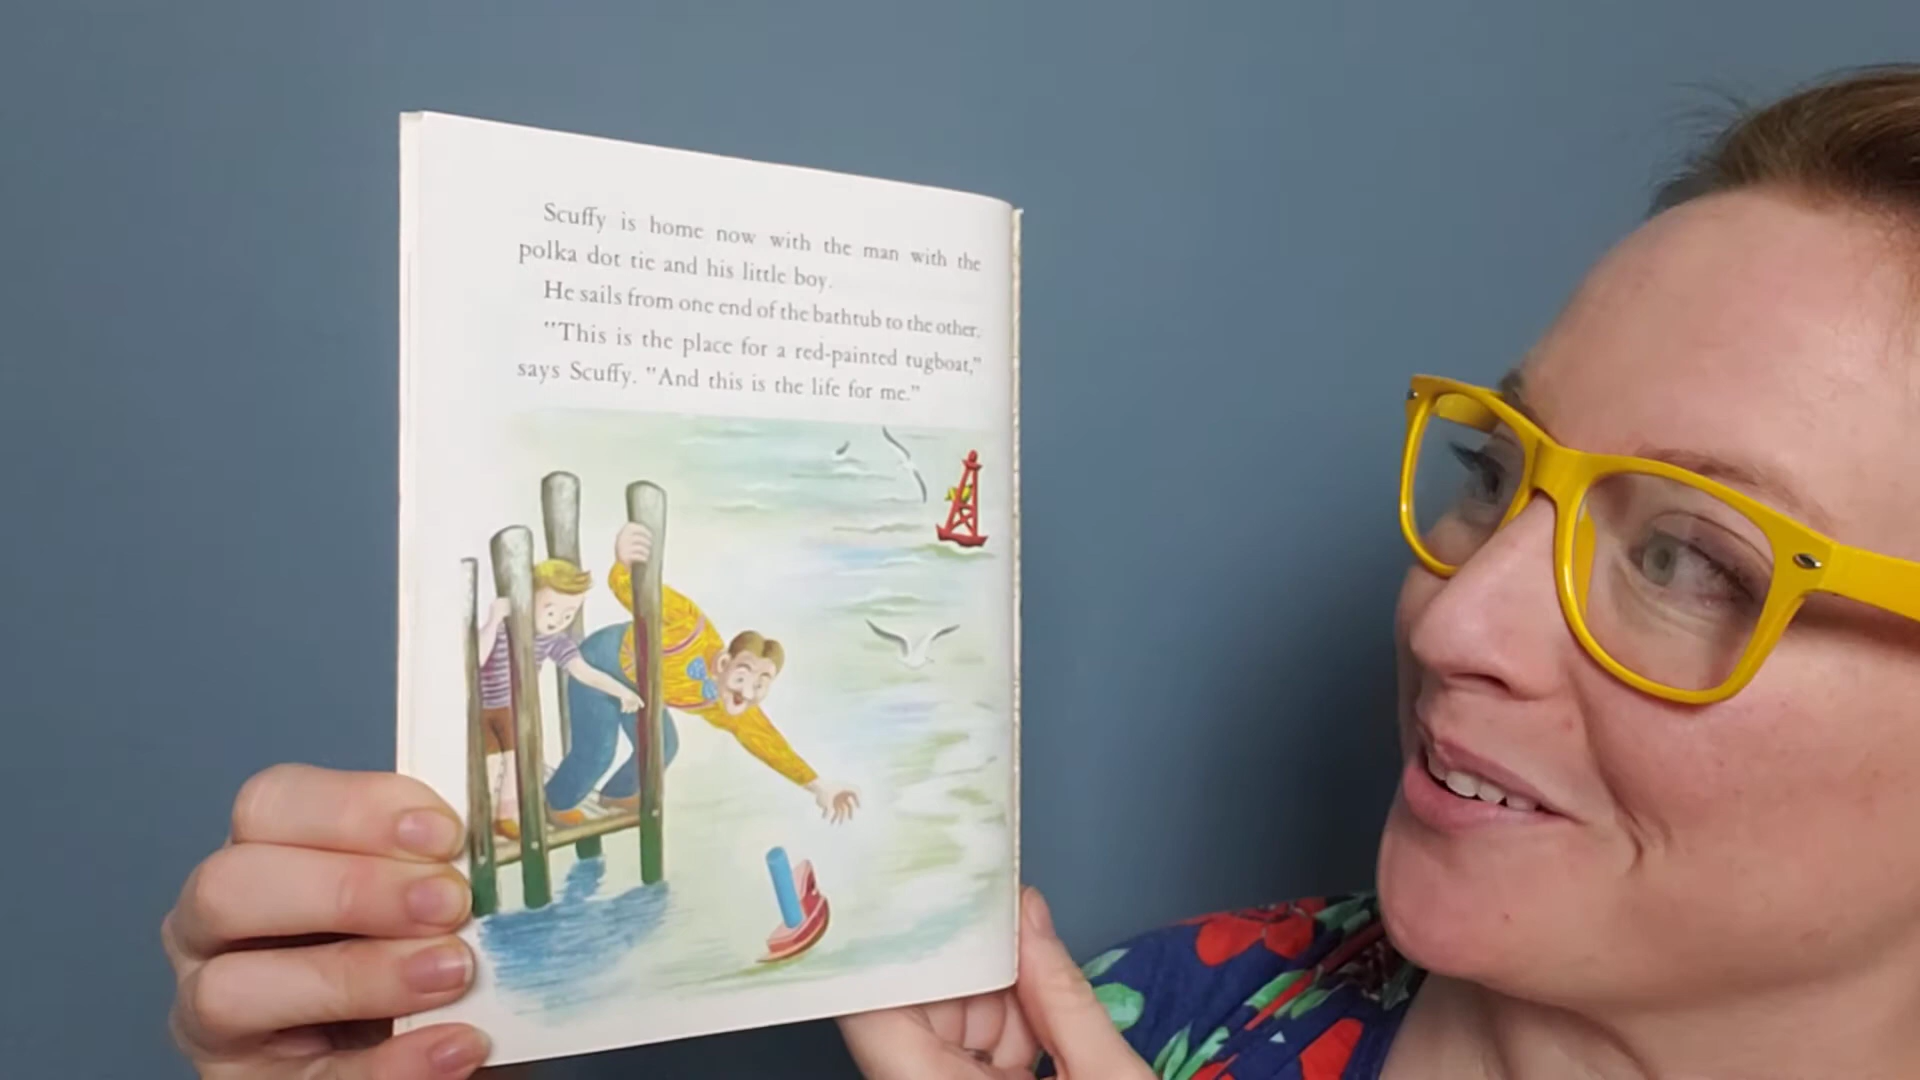 Scuffy is home now with the man with the
polka dot tie and his little boy.
He sails from one end of the bathtub to the other.
"This is the place for a red-painted tugboat,"
says Scuffy. "And this is the life for me."